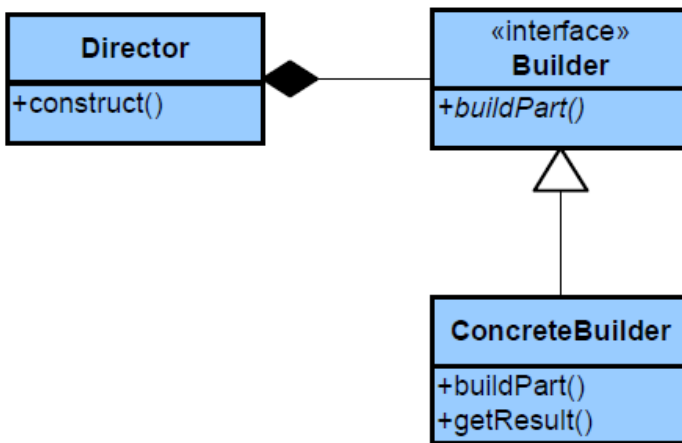 Director
+construct()
«interface»
Builder
+buildPart()
ConcreteBuilder
+buildPart()
+getResult()